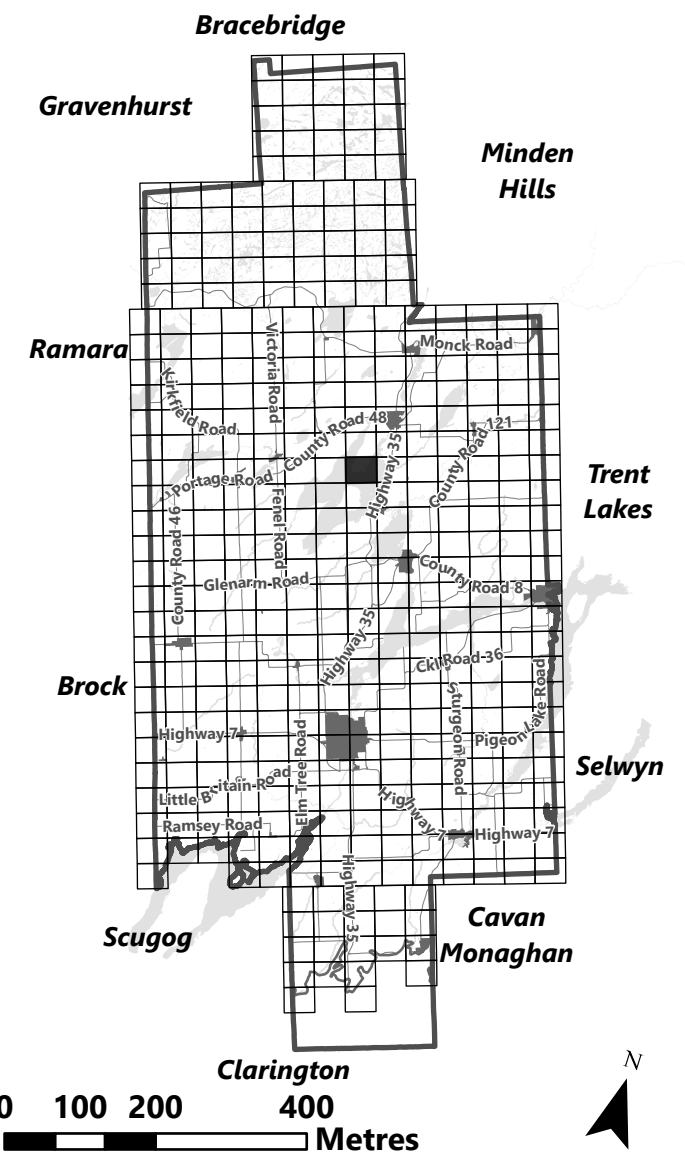 Bracebridge
Gravenhurst
Minden
Hills
Ramara
Monck Road
Victoria Road
Kirkfield Road
County Road 48
County Road 121
Highway 35
Portage Road
Trent
Lakes
Fenel Road
County Road 46
Glenarm Road
County Road 8
Highway 35
Ckl Road 36
Brock
Sturgeon Road
Pigeon Lake Road
Highway 7
Elm Tree Road
Selwyn
Little Britain Road
Highway 7
Highway 7
Ramsey Road
Highway 35
Scugog
Cavan
Monaghan
Clarington
N
0 100 200 400
Metres